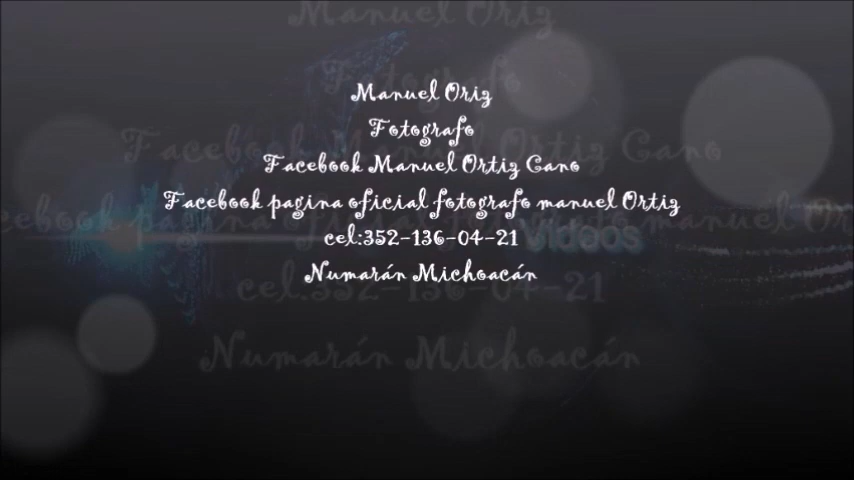 Manuel Oriz
Fotografo
Facebook Manuel Ortiz Cano
Facebook pagina oficial fotografo manuel Ortiz
cel:352-136-04-21
Videos
Numarán Michoacán